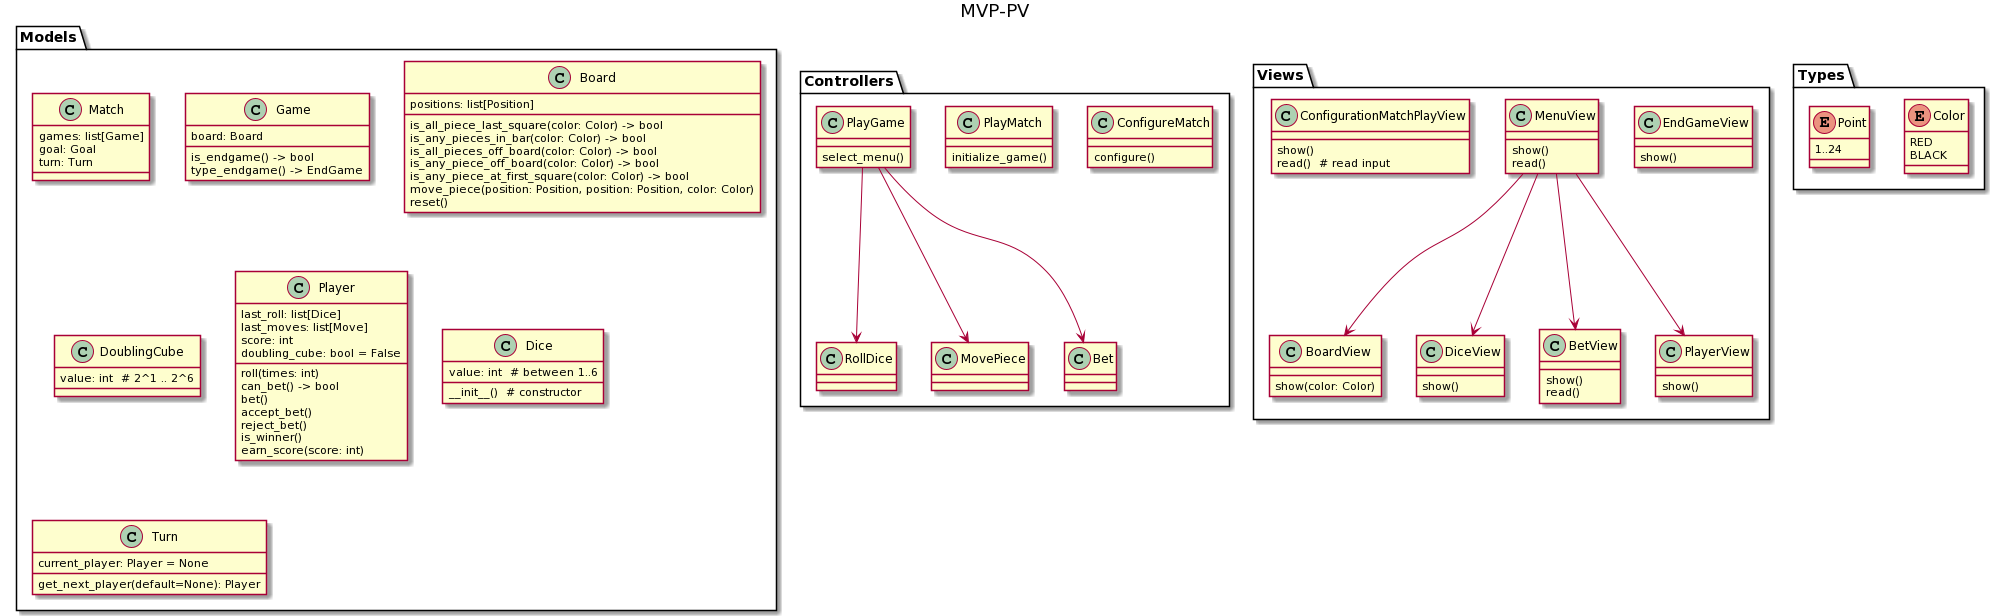 MVP-PV
Models
C Match
games: list[Game]
goal: Goal
turn: Turn
C Game
board: Board
is_endgame() -> bool
type_endgame() -> EndGame
C Board
positions: list[Position]
is_all_piece_last_square(color: Color) -> bool
is_any_pieces_in_bar(color: Color) -> bool
is_all_pieces_off_board(color: Color) -> bool
is_any_piece_off_board(color: Color) -> bool
is_any_piece_at_first_square(color: Color) -> bool
move_piece(position: Position, position: Position, color: Color)
reset()
C DoublingCube
value: int  # 2^1 .. 2^6
C Player
last_roll: list[Dice]
last_moves: list[Move]
score: int
doubling_cube: bool = False
roll(times: int)
can_bet() -> bool
bet()
accept_bet()
reject_bet()
is_winner()
earn_score(score: int)
C Dice
value: int  # between 1..6
__init__()  # constructor
C Turn
current_player: Player = None
get_next_player(default=None): Player
Controllers
C PlayGame
select_menu()
C PlayMatch
initialize_game()
C ConfigureMatch
configure()
C RollDice
C MovePiece
C Bet
Views
C ConfigurationMatchPlayView
show()
read()  # read input
C MenuView
show()
read()
C EndGameView
show()
C BoardView
show(color: Color)
C DiceView
show()
C BetView
show()
read()
C PlayerView
show()
Types
E Point
1..24
E Color
RED
BLACK